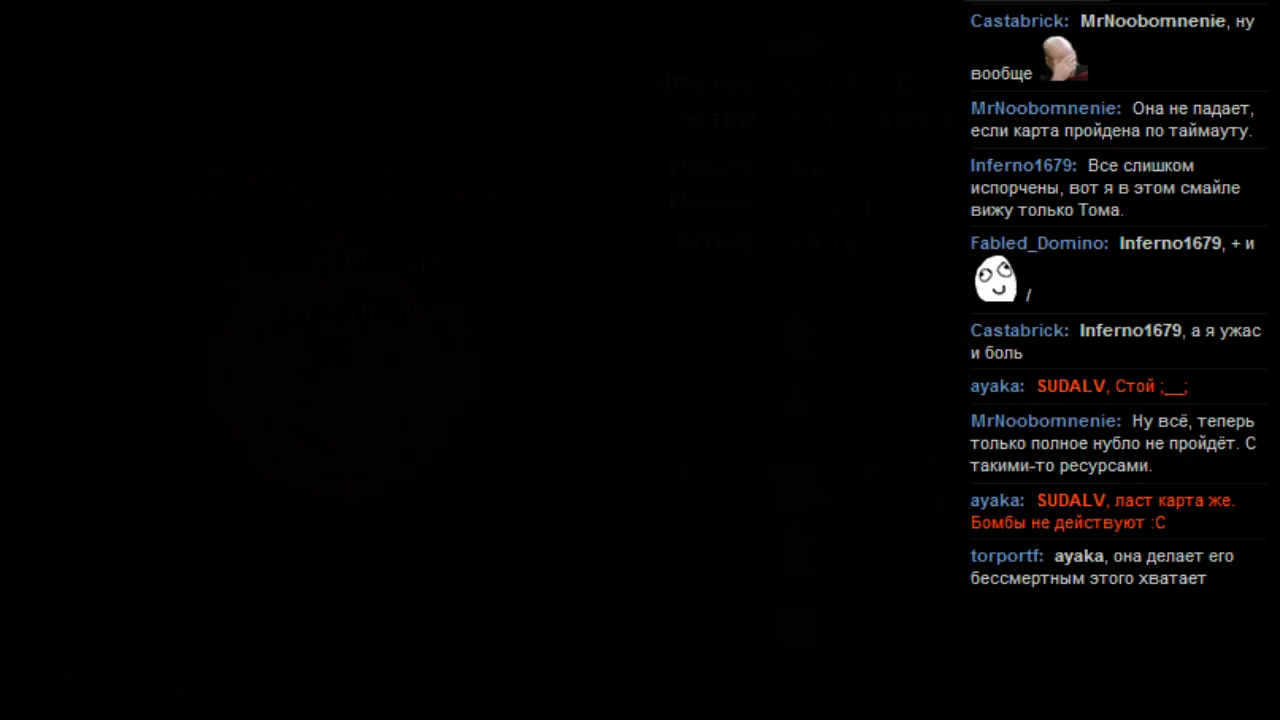 Castabrick: MrNoobomnenie, ну
вообще
MrNoobomnenie: Она не падает,
если карта пройдена по таймауту.
Inferno1679: Все слишком
испорчены, вот я в этом смайле
вижу только Тома.
Fabled_Domino: Inferno1679, + и
/
Castabrick: Inferno1679, а я ужас
и боль
ayaka: SUDALV, Стой ;__;
MrNoobomnenie: Ну всё, теперь
только полное нубло не пройдёт. С
такими-то ресурсами.
ayaka: SUDALV, ласт карта же.
Бомбы не действуют :С
torportf: ayaka, она делает его
бессмертным этого хватает